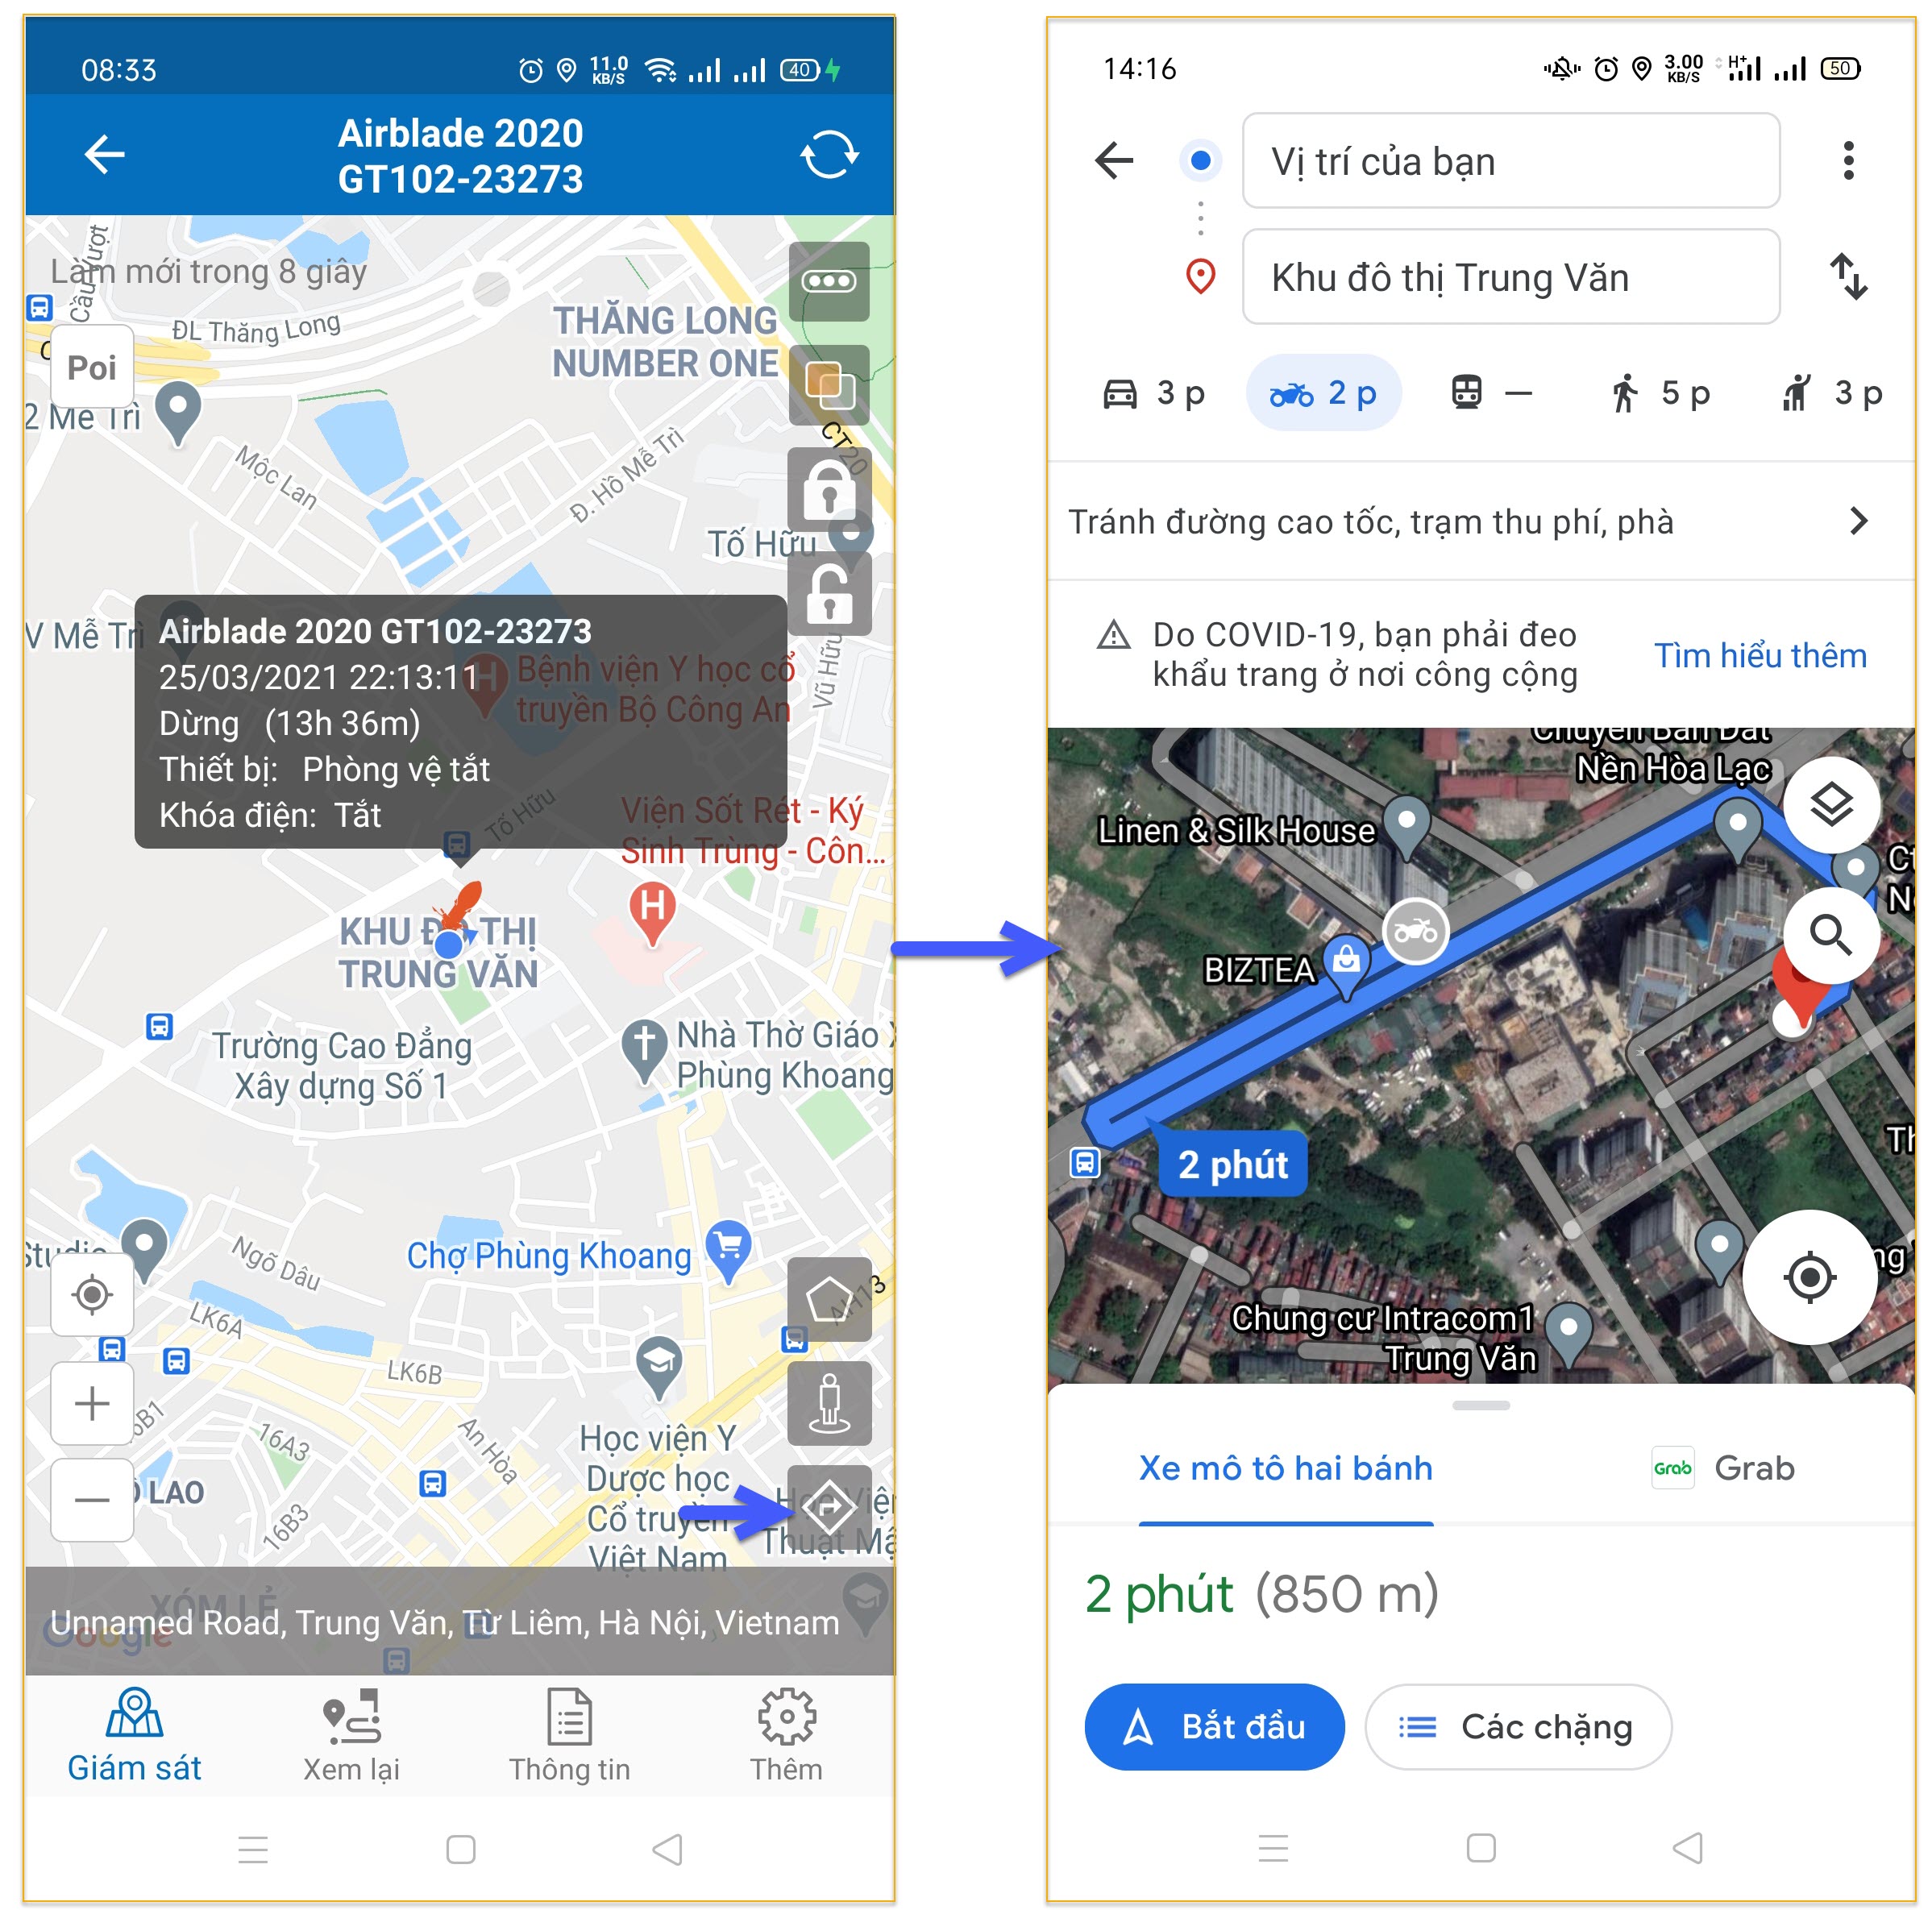 08:33
11.0
KB/S
40
Airblade 2020
GT102-23273
Làm mới trong 8 giây
Cầu Vượt
ĐL Thăng Long
THĂNG LONG
NUMBER ONE
Poi
2 Mễ Trì
CT20
Mộc Lan
Đ. Hồ Mễ Trì
Tố Hữu
V Mễ Trì
Vũ Hữu
Airblade 2020 GT102-23273
25/03/2021 22:13:11
Dừng (13h 36m)
Thiết bị: Phòng vệ tắt
Khóa điện: Tắt
H
Bệnh viện Y học cổ
truyền Bộ Công An
Tố Hữu
Viện Sốt Rét - Ký
Sinh Trùng - Côn...
H
KHU ĐÔ THỊ
TRUNG VĂN
Trường Cao Đẳng
Xây dựng Số 1
Nhà Thờ Giáo X
Phùng Khoang
Studio
Ngõ Dâu
Chợ Phùng Khoang
AH13
LK6A
LK6B
16B1
16A3
An Hòa
Học viện Y
Dược học
Cổ truyền
Việt Nam
Học Viện
Thuật Mậ
LAO
16B3
XÓM LẺ
Unnamed Road, Trung Văn, Từ Liêm, Hà Nội, Vietnam
Google
Giám sát
Xem lại
Thông tin
Thêm
14:16
3.00
KB/S
H+
50
Vị trí của bạn
Khu đô thị Trung Văn
3 p
2 p
—
5 p
3 p
Tránh đường cao tốc, trạm thu phí, phà
Do COVID-19, bạn phải đeo
khẩu trang ở nơi công cộng
Tìm hiểu thêm
Chuyên Bán Đất
Nền Hòa Lạc
Linen & Silk House
BIZTEA
2 phút
Chung cư Intracom1
Trung Văn
Xe mô tô hai bánh
Grab
Grab
2 phút (850 m)
Bắt đầu
Các chặng